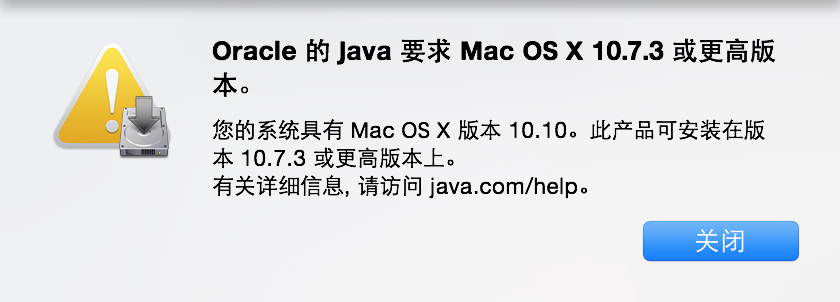 Oracle 的 Java 要求 Mac OS X 10.7.3 或更高版
本。
您的系统具有 Mac OS X 版本 10.10。此产品可安装在版
本 10.7.3 或更高版本上。
有关详细信息, 请访问 java.com/help。
关闭